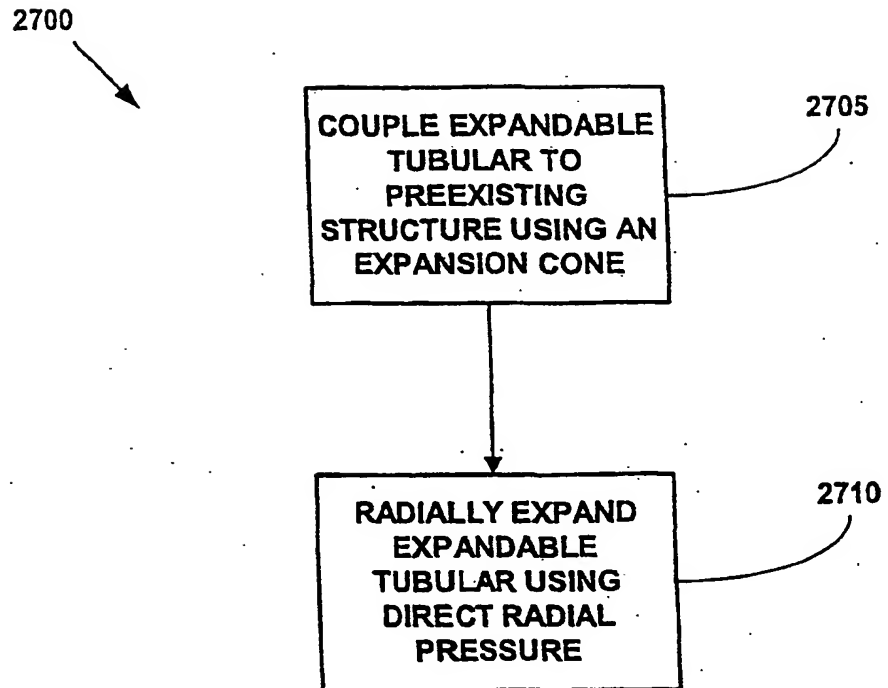 2700
2705
COUPLE EXPANDABLE
TUBULAR TO
PREEXISTING
STRUCTURE USING AN
EXPANSION CONE
2710
RADIALLY EXPAND
EXPANDABLE
TUBULAR USING
DIRECT RADIAL
PRESSURE